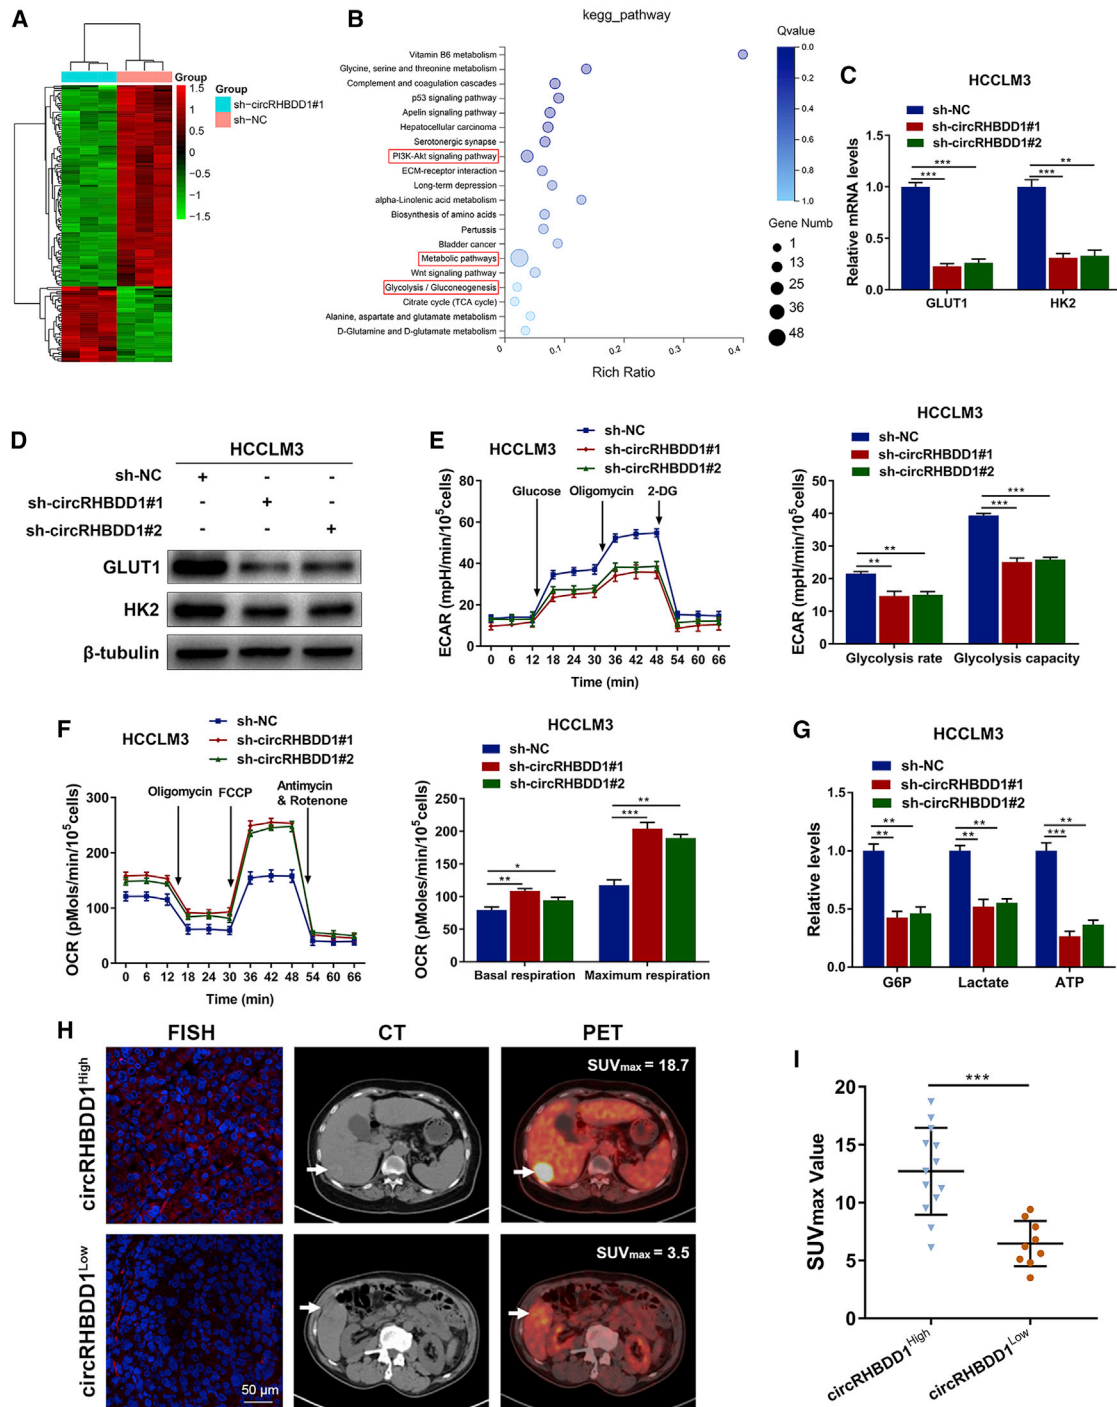 A
Group
1.5
1
0.5
0
−0.5
−1
−1.5
Group
sh−circRHBDD1#1
sh−NC
B
kegg_pathway
Vitamin B6 metabolism
Glycine, serine and threonine metabolism
Complement and coagulation cascades
p53 signaling pathway
Apelin signaling pathway
Hepatocellular carcinoma
Serotonergic synapse
PI3K-Akt signaling pathway
ECM-receptor interaction
Long-term depression
alpha-Linolenic acid metabolism
Biosynthesis of amino acids
Pertussis
Bladder cancer
Metabolic pathways
Wnt signaling pathway
Glycolysis / Gluconeogenesis
Citrate cycle (TCA cycle)
Alanine, aspartate and glutamate metabolism
D-Glutamine and D-glutamate metabolism
0 0.1 0.2 0.3 0.4
Rich Ratio
Qvalue
0.0
0.2
0.4
0.6
0.8
1.0
Gene Numb
1
13
25
36
48
C
HCCLM3
sh-NC
sh-circRHBDD1#1
sh-circRHBDD1#2
Relative mRNA levels
1.5
1.0
0.5
0.0
*** *** ** ***
GLUT1 HK2
D
HCCLM3
sh-NC + - -
sh-circRHBDD1#1 - + -
sh-circRHBDD1#2 - - +
GLUT1
HK2
β-tubulin
E
HCCLM3
sh-NC
sh-circRHBDD1#1
sh-circRHBDD1#2
Glucose Oligomycin 2-DG
ECAR (mpH/min/10⁵cells)
80
60
40
20
0
0 6 12 18 24 30 36 42 48 54 60 66
Time (min)
HCCLM3
sh-NC
sh-circRHBDD1#1
sh-circRHBDD1#2
ECAR (mpH/min/10⁵cells)
50
40
30
20
10
0
** ** *** ***
Glycolysis rate Glycolysis capacity
F
HCCLM3
sh-NC
sh-circRHBDD1#1
sh-circRHBDD1#2
Oligomycin FCCP Antimycin
& Rotenone
OCR (pMoles/min/10⁵cells)
300
200
100
0
0 6 12 18 24 30 36 42 48 54 60 66
Time (min)
HCCLM3
sh-NC
sh-circRHBDD1#1
sh-circRHBDD1#2
OCR (pMoles/min/10⁵cells)
250
200
150
100
50
0
* ** ** ***
Basal respiration Maximum respiration
G
HCCLM3
sh-NC
sh-circRHBDD1#1
sh-circRHBDD1#2
Relative levels
1.5
1.0
0.5
0.0
** ** ** ** ** ***
G6P Lactate ATP
H
FISH CT PET
circRHBDD1High
SUVmax = 18.7
circRHBDD1Low
SUVmax = 3.5
50 µm
I
SUVmax Value
20
15
10
5
0
***
circRHBDD1High circRHBDD1Low